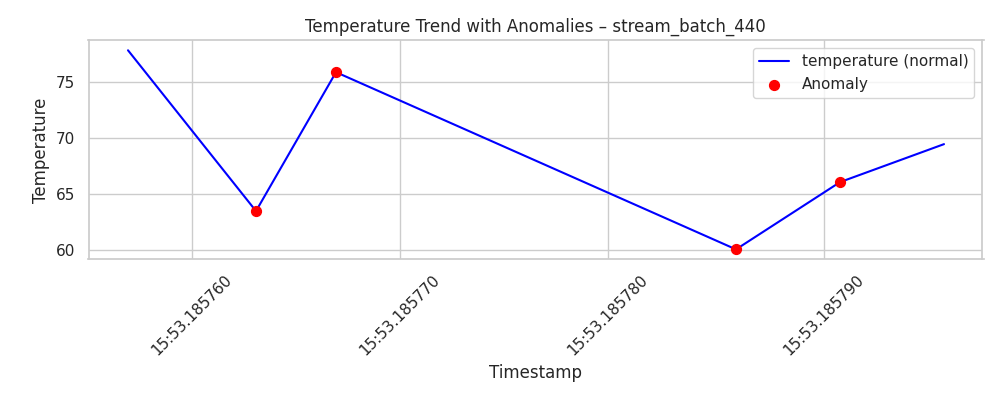 Temperature Trend with Anomalies – stream_batch_440
temperature (normal)
Anomaly
Temperature
75
70
65
60
15:53.185760
15:53.185770
15:53.185780
15:53.185790
Timestamp